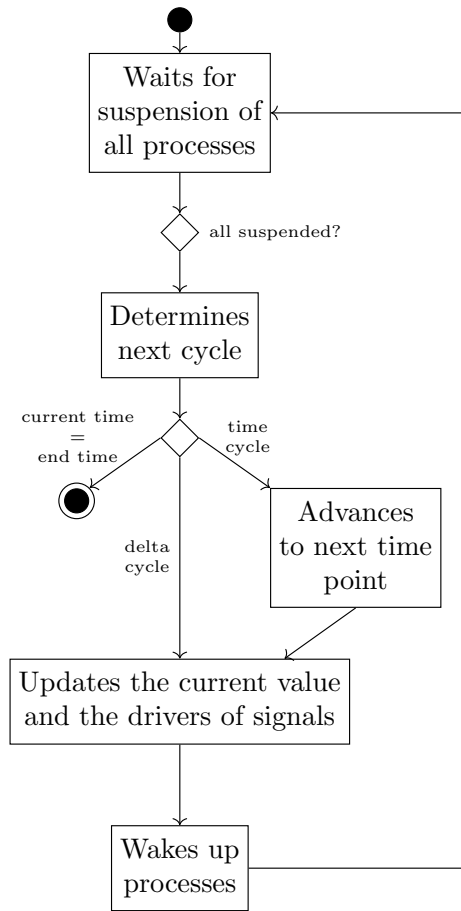 Waits for
suspension of
all processes
all suspended?
Determines
next cycle
current time
=
end time
time
cycle
delta
cycle
Advances
to next time
point
Updates the current value
and the drivers of signals
Wakes up
processes